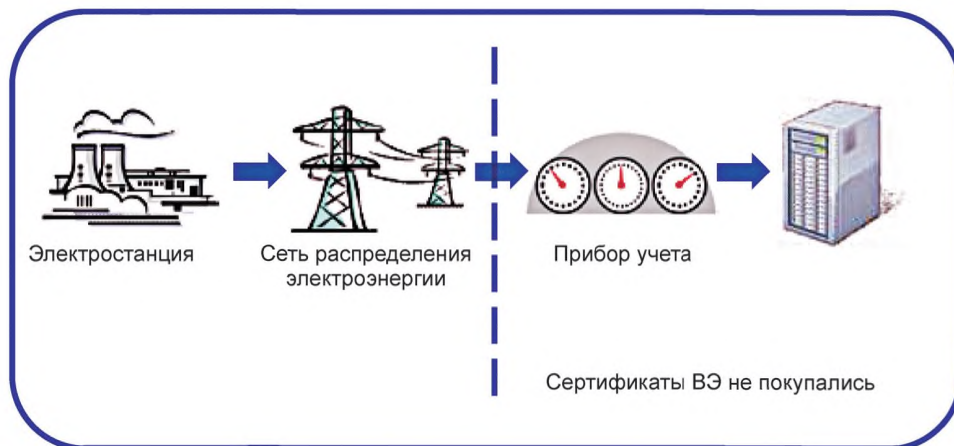 Электростанция
Сеть распределения
электроэнергии
Прибор учета
Сертификаты ВЭ не покупались